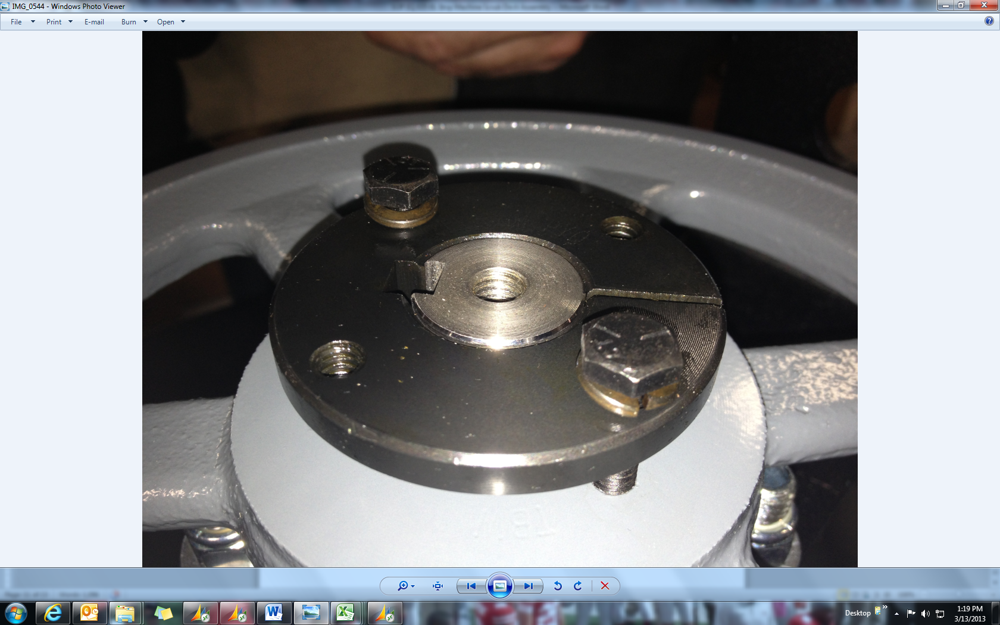 IMG_0544 - Windows Photo Viewer
File Print E-mail Burn Open
Desktop
1:19 PM
3/13/2013